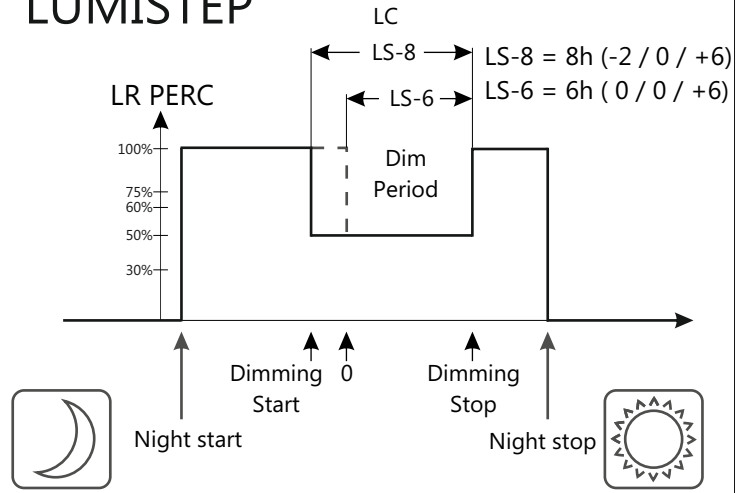 LUMISTEP
LC
LS-8
LS-8 = 8h (-2 / 0 / +6)
LS-6 = 6h ( 0 / 0 / +6)
LS-6
LR PERC
100%
75%
60%
50%
30%
Dim
Period
Dimming
Start
0
Dimming
Stop
Night start
Night stop